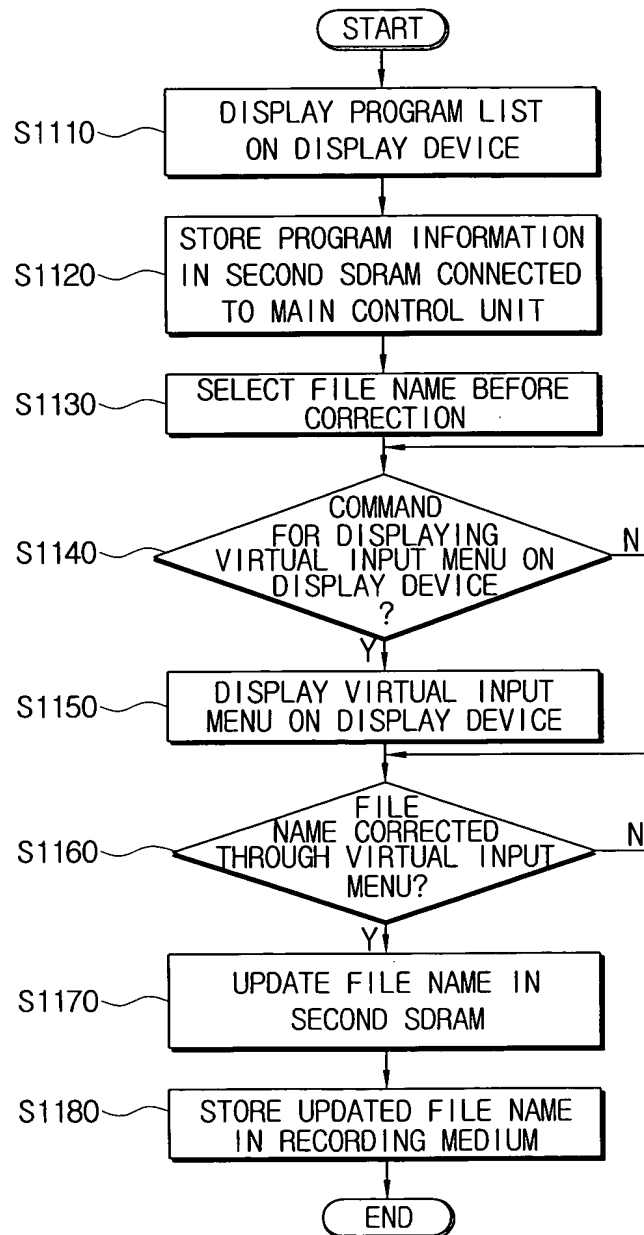 START
S1110
DISPLAY PROGRAM LIST
ON DISPLAY DEVICE
S1120
STORE PROGRAM INFORMATION
IN SECOND SDRAM CONNECTED
TO MAIN CONTROL UNIT
S1130
SELECT FILE NAME BEFORE
CORRECTION
S1140
COMMAND
FOR DISPLAYING
VIRTUAL INPUT MENU ON
DISPLAY DEVICE
?
N
Y
S1150
DISPLAY VIRTUAL INPUT
MENU ON DISPLAY DEVICE
S1160
FILE
NAME CORRECTED
THROUGH VIRTUAL INPUT
MENU?
N
Y
S1170
UPDATE FILE NAME IN
SECOND SDRAM
S1180
STORE UPDATED FILE NAME
IN RECORDING MEDIUM
END